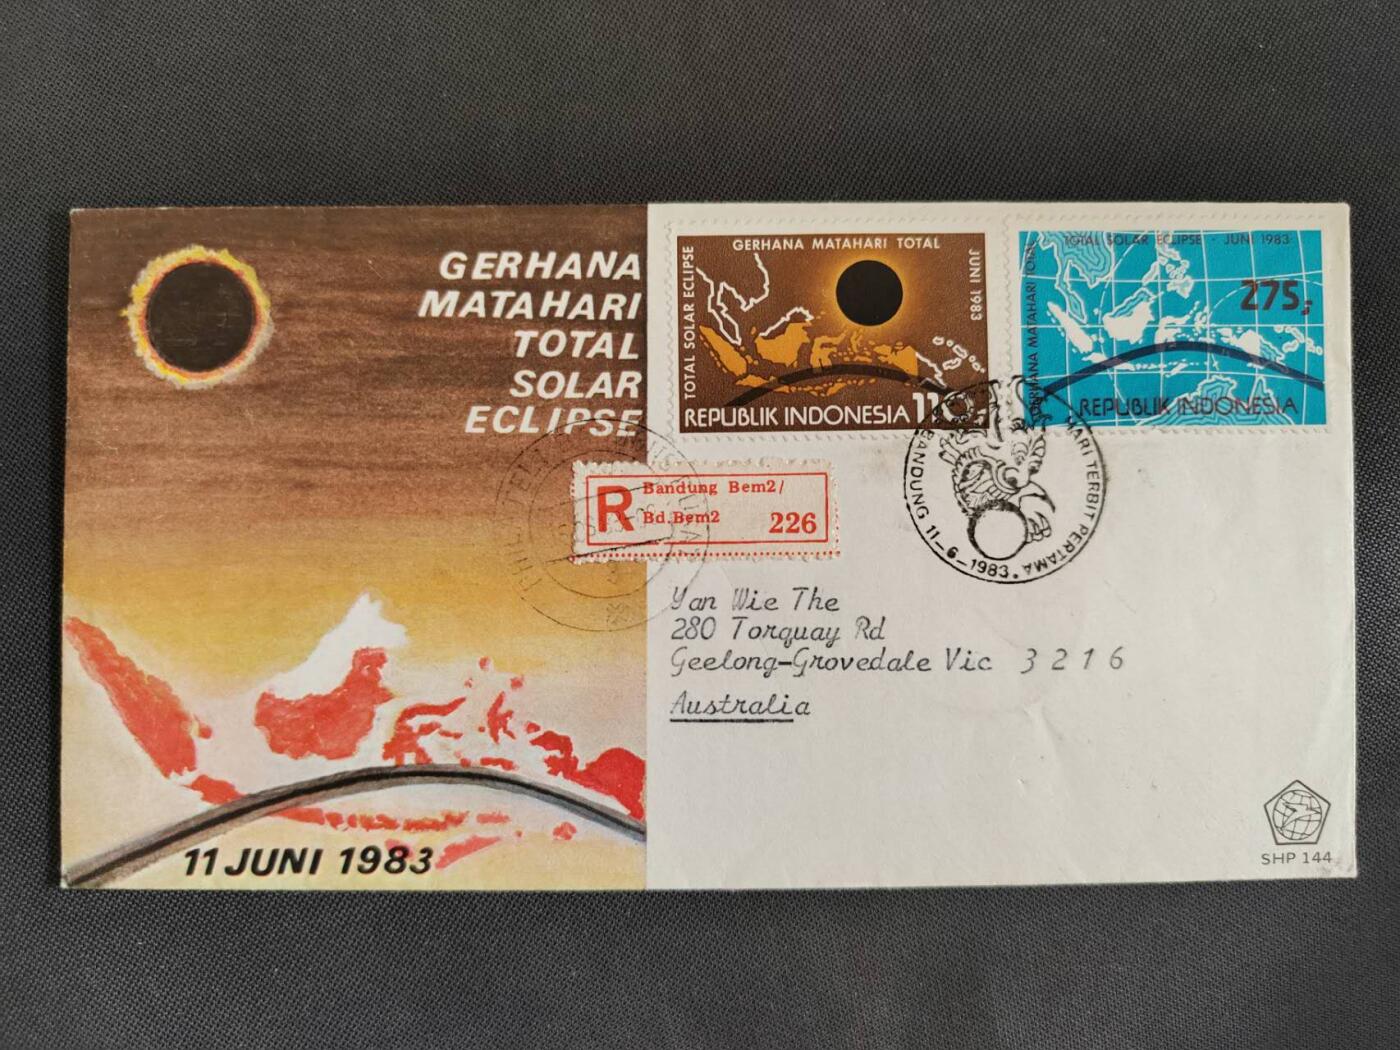 GERHANA
MATAHARI
TOTAL
SOLAR
ECLIPSE
11 JUNI 1983
GERHANA MATAHARI TOTAL
TOTAL SOLAR ECLIPSE
JUNI 1983
REPUBLIK INDONESIA 110,
TOTAL SOLAR ECLIPSE - JUNI 1983
GERHANA MATAHARI TOTAL
275,
REPUBLIK INDONESIA
R
Bandung Bem2/
Bd.Bem2 226
HARI TERBIT PERTAMA
BANDUNG 11-6-1983
Yan Wie The
280 Torquay Rd
Geelong-Grovedale Vic 3216
Australia
SHP 144